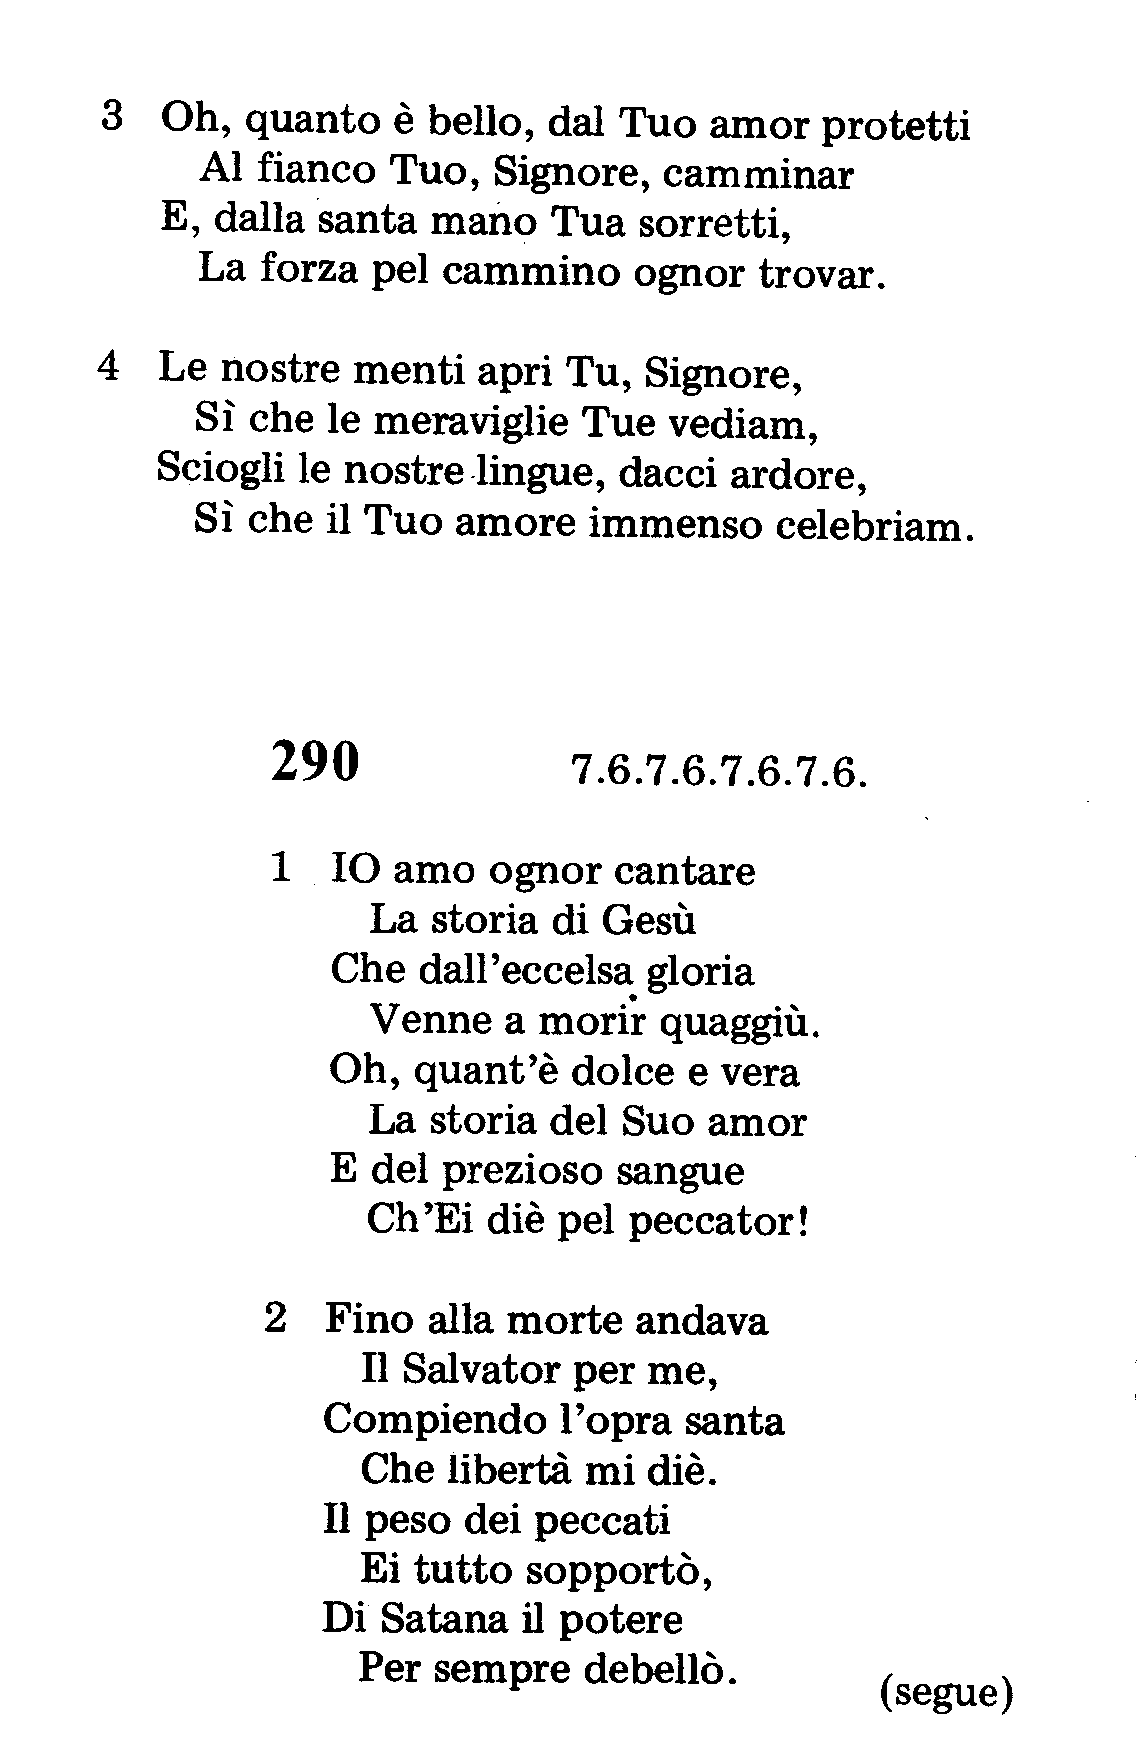 3 Oh, quanto è bello, dal Tuo amor protetti
Al fianco Tuo, Signore, camminar
E, dalla santa mano Tua sorretti,
La forza pel cammino ognor trovar.
4 Le nostre menti apri Tu, Signore,
Sì che le meraviglie Tue vediam,
Sciogli le nostre lingue, dacci ardore,
Sì che il Tuo amore immenso celebriam.
290 7.6.7.6.7.6.7.6.
1 IO amo ognor cantare
La storia di Gesù
Che dall’eccelsa gloria
Venne a morir quaggiù.
Oh, quant’è dolce e vera
La storia del Suo amor
E del prezioso sangue
Ch’Ei diè pel peccator!
2 Fino alla morte andava
Il Salvator per me,
Compiendo l’opra santa
Che libertà mi diè.
Il peso dei peccati
Ei tutto sopportò,
Di Satana il potere
Per sempre debellò.
(segue)